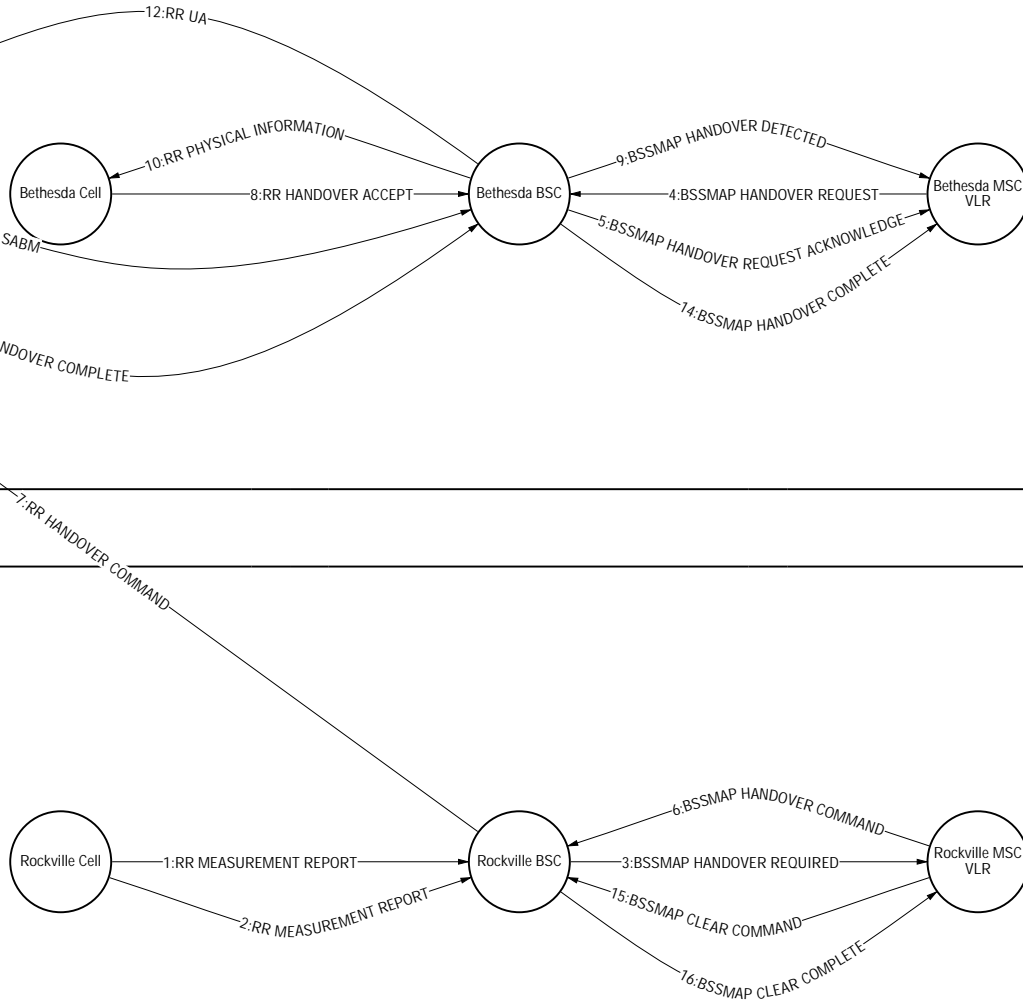 12:RR UA
10:RR PHYSICAL INFORMATION
9:BSSMAP HANDOVER DETECTED
Bethesda Cell
8:RR HANDOVER ACCEPT
Bethesda BSC
4:BSSMAP HANDOVER REQUEST
Bethesda MSC
VLR
SABM
5:BSSMAP HANDOVER REQUEST ACKNOWLEDGE
14:BSSMAP HANDOVER COMPLETE
NDOVER COMPLETE
7:RR HANDOVER COMMAND
6:BSSMAP HANDOVER COMMAND
Rockville Cell
1:RR MEASUREMENT REPORT
Rockville BSC
3:BSSMAP HANDOVER REQUIRED
Rockville MSC
VLR
2:RR MEASUREMENT REPORT
15:BSSMAP CLEAR COMMAND
16:BSSMAP CLEAR COMPLETE